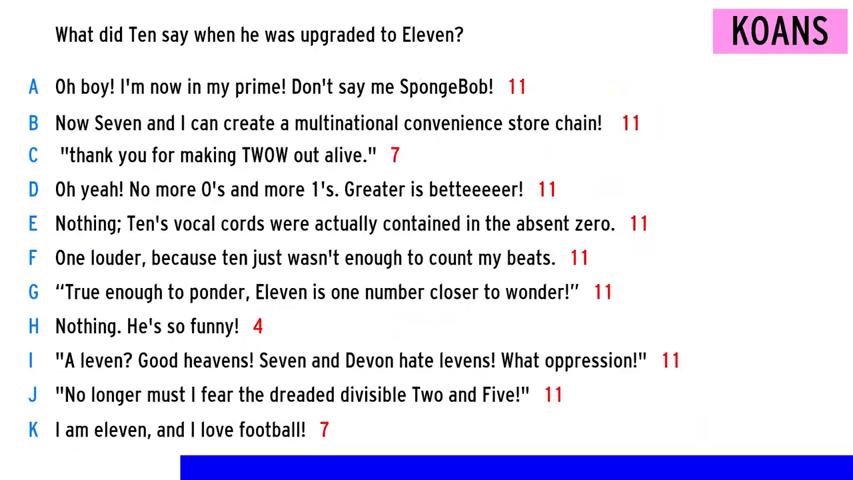 What did Ten say when he was upgraded to Eleven?
KOANS
A Oh boy! I'm now in my prime! Don't say me SpongeBob! 11
B Now Seven and I can create a multinational convenience store chain! 11
C "thank you for making TWOW out alive." 7
D Oh yeah! No more 0's and more 1's. Greater is betteeeeer! 11
E Nothing; Ten's vocal cords were actually contained in the absent zero. 11
F One louder, because ten just wasn't enough to count my beats. 11
G “True enough to ponder, Eleven is one number closer to wonder!” 11
H Nothing. He's so funny! 4
I "A leven? Good heavens! Seven and Devon hate levens! What oppression!" 11
J "No longer must I fear the dreaded divisible Two and Five!" 11
K I am eleven, and I love football! 7